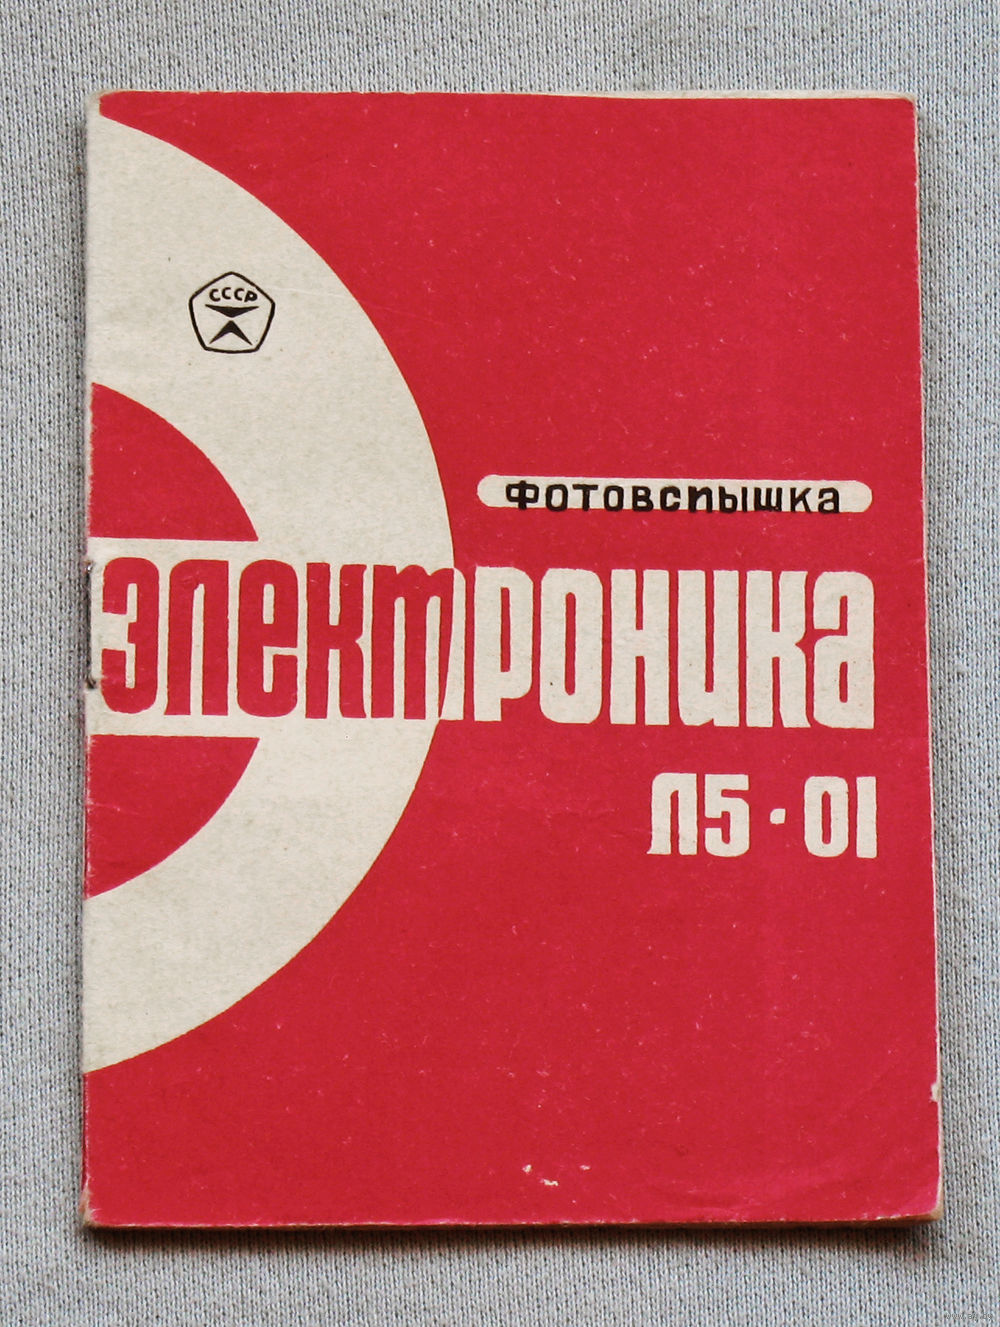 СССР
ФОТОВСПЫШКА
ЭЛЕКТРОНИКА
Л5·01